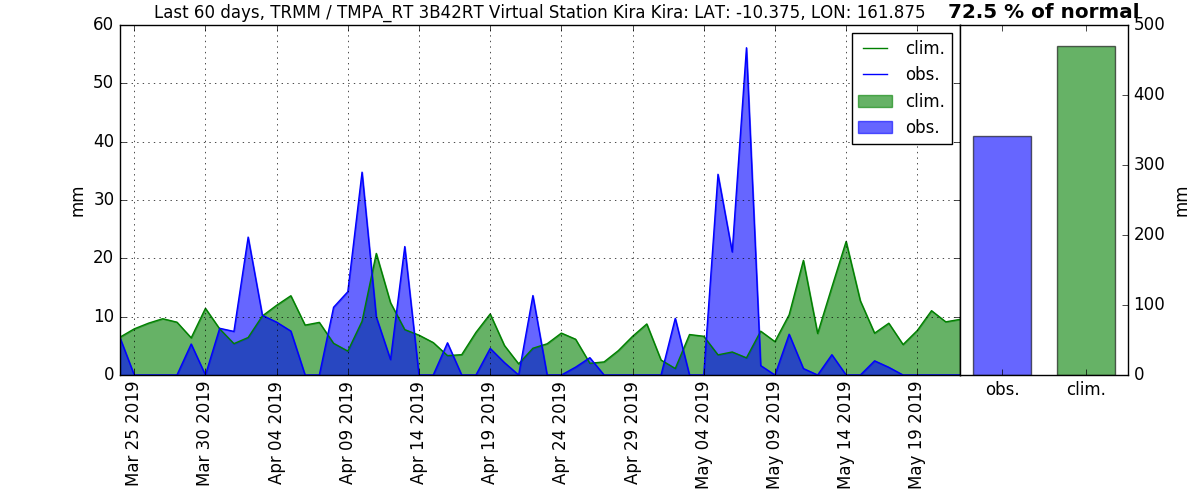 Last 60 days, TRMM / TMPA_RT 3B42RT Virtual Station Kira Kira: LAT: -10.375, LON: 161.875
72.5 % of normal
60
50
40
30
20
10
0
mm
clim.
obs.
clim.
obs.
500
400
300
200
100
0
mm
obs.
clim.
Mar 25 2019
Mar 30 2019
Apr 04 2019
Apr 09 2019
Apr 14 2019
Apr 19 2019
Apr 24 2019
Apr 29 2019
May 04 2019
May 09 2019
May 14 2019
May 19 2019